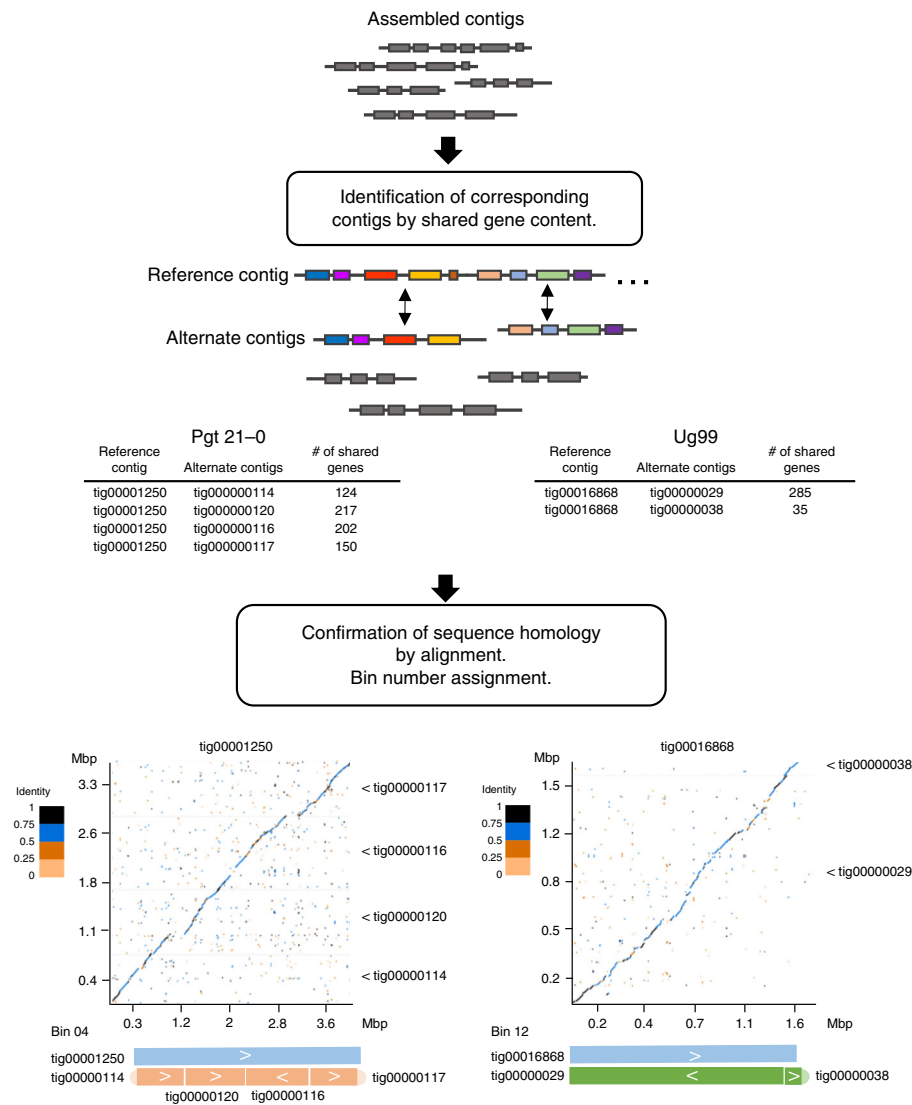 Assembled contigs
Identification of corresponding
contigs by shared gene content.
Reference contig
...
Alternate contigs
Pgt 21–0
Reference
contig
Alternate contigs
# of shared
genes
tig00001250 tig000000114 124
tig00001250 tig000000120 217
tig00001250 tig000000116 202
tig00001250 tig000000117 150
Ug99
Reference
contig
Alternate contigs
# of shared
genes
tig00016868 tig00000029 285
tig00016868 tig00000038 35
Confirmation of sequence homology
by alignment.
Bin number assignment.
tig00001250
Mbp
3.3
2.6
1.8
1.1
0.4
Identity
1
0.75
0.5
0.25
0
< tig00000117
< tig00000116
< tig00000120
< tig00000114
0.3 1.2 2 2.8 3.6 Mbp
Bin 04
tig00001250 >
tig00000114 > > < > tig00000117
tig00000120 tig00000116
tig00016868
Mbp
1.5
1.2
0.8
0.5
0.2
Identity
1
0.75
0.5
0.25
0
< tig00000038
< tig00000029
0.2 0.4 0.7 1.1 1.6 Mbp
Bin 12
tig00016868 >
tig00000029 < > tig00000038